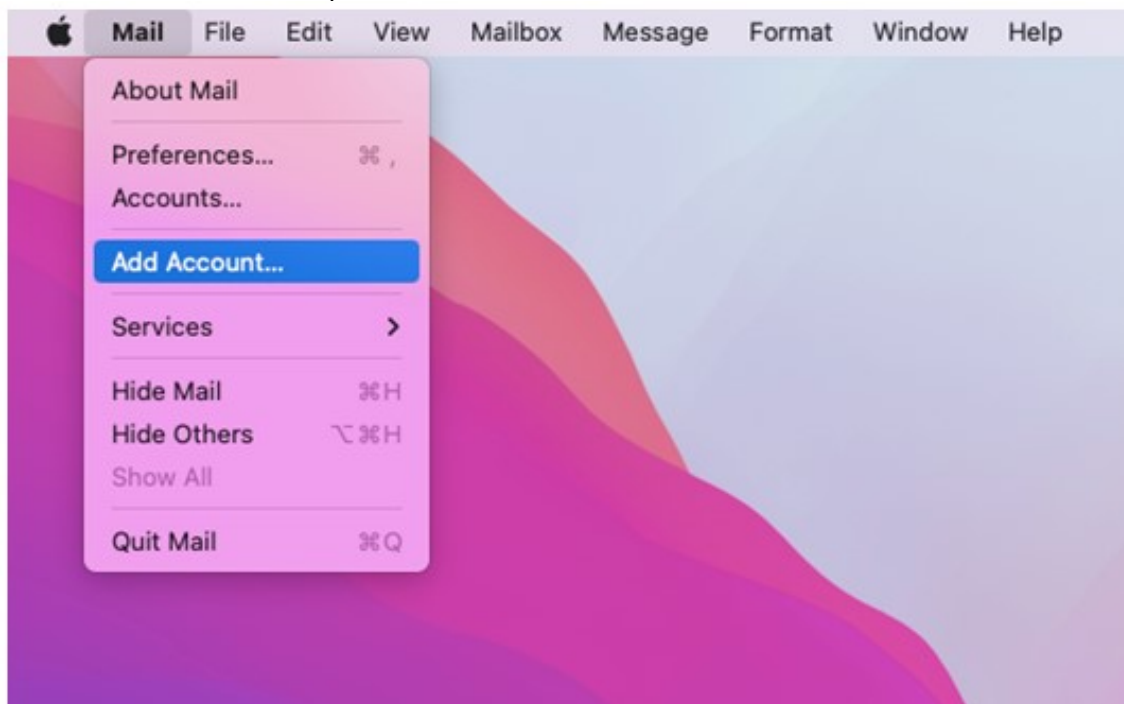 Mail File Edit View Mailbox Message Format Window Help
About Mail
Preferences... ⌘ ,
Accounts...
Add Account...
Services >
Hide Mail ⌘H
Hide Others ⌥⌘H
Show All
Quit Mail ⌘Q